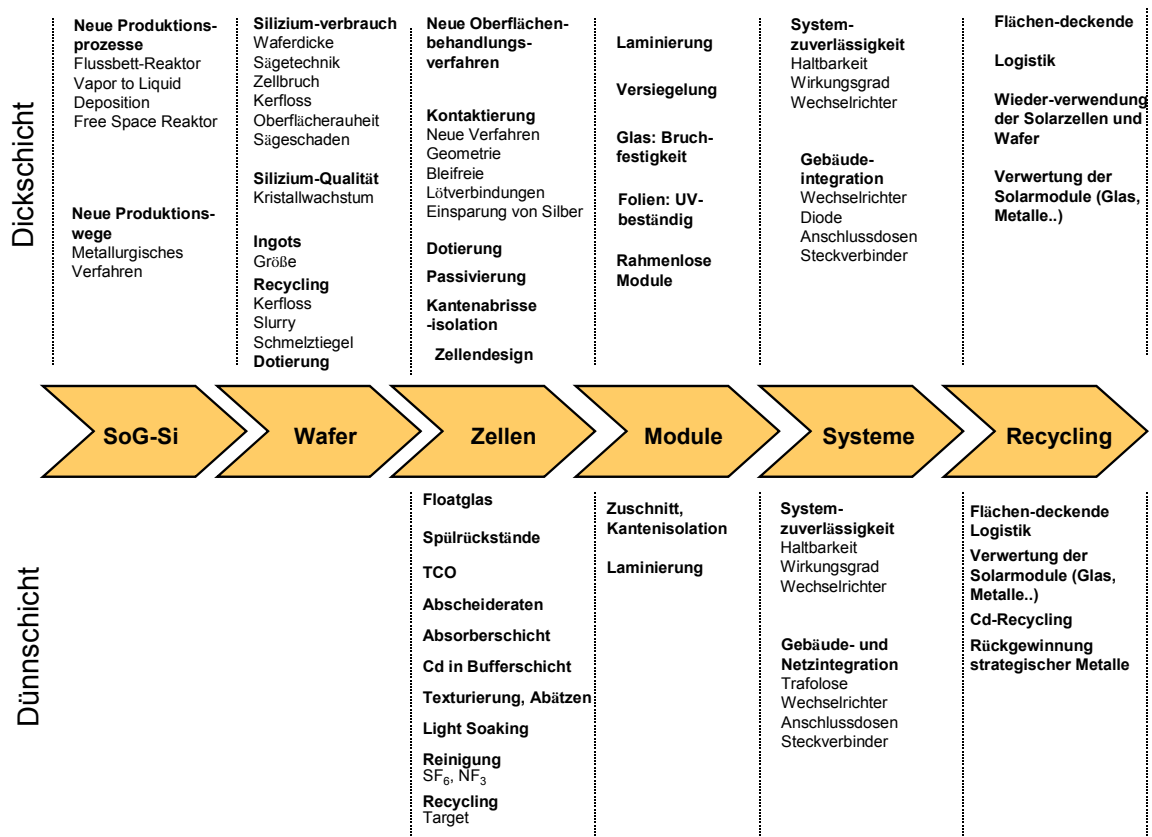 Dickschicht
Neue Produktions-
prozesse
Flussbett-Reaktor
Vapor to Liquid
Deposition
Free Space Reaktor
Neue Produktions-
wege
Metallurgisches
Verfahren
Silizium-verbrauch
Waferdicke
Sägetechnik
Zellbruch
Kerfloss
Oberflächerauheit
Sägeschaden
Silizium-Qualität
Kristallwachstum
Ingots
Größe
Recycling
Kerfloss
Slurry
Schmelztiegel
Dotierung
Neue Oberflächen-
behandlungs-
verfahren
Kontaktierung
Neue Verfahren
Geometrie
Bleifreie
Lötverbindungen
Einsparung von Silber
Dotierung
Passivierung
Kantenabrisse
-isolation
Zellendesign
Laminierung
Versiegelung
Glas: Bruch-
festigkeit
Folien: UV-
beständig
Rahmenlose
Module
System-
zuverlässigkeit
Haltbarkeit
Wirkungsgrad
Wechselrichter
Gebäude-
integration
Wechselrichter
Diode
Anschlussdosen
Steckverbinder
Flächen-deckende
Logistik
Wieder-verwendung
der Solarzellen und
Wafer
Verwertung der
Solarmodule (Glas,
Metalle..)
SoG-Si
Wafer
Zellen
Module
Systeme
Recycling
Dünnschicht
Floatglas
Spülrückstände
TCO
Abscheideraten
Absorberschicht
Cd in Bufferschicht
Texturierung, Abätzen
Light Soaking
Reinigung
SF₆, NF₃
Recycling
Target
Zuschnitt,
Kantenisolation
Laminierung
System-
zuverlässigkeit
Haltbarkeit
Wirkungsgrad
Wechselrichter
Gebäude- und
Netzintegration
Trafolose
Wechselrichter
Anschlussdosen
Steckverbinder
Flächen-deckende
Logistik
Verwertung der
Solarmodule (Glas,
Metalle..)
Cd-Recycling
Rückgewinnung
strategischer Metalle